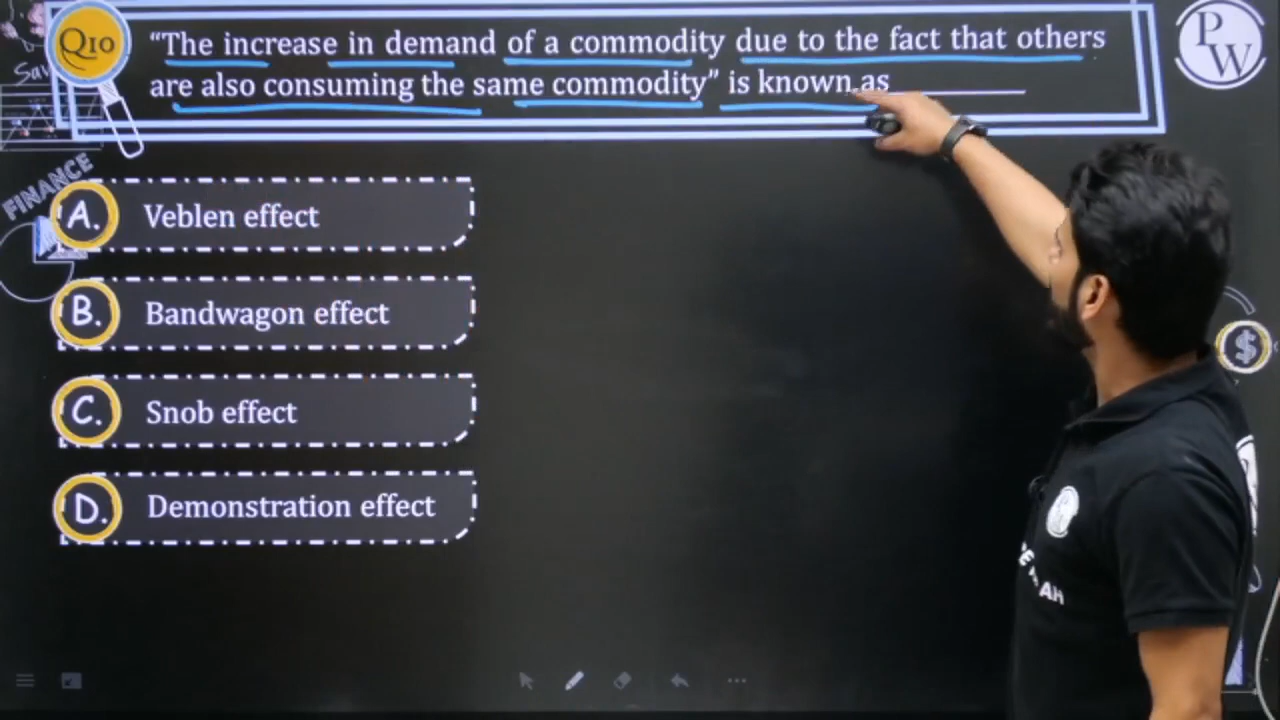 Q10
“The increase in demand of a commodity due to the fact that others
are also consuming the same commodity” is known as
P
W
Sav
FINANCE
A. Veblen effect
B. Bandwagon effect
C. Snob effect
D. Demonstration effect
$